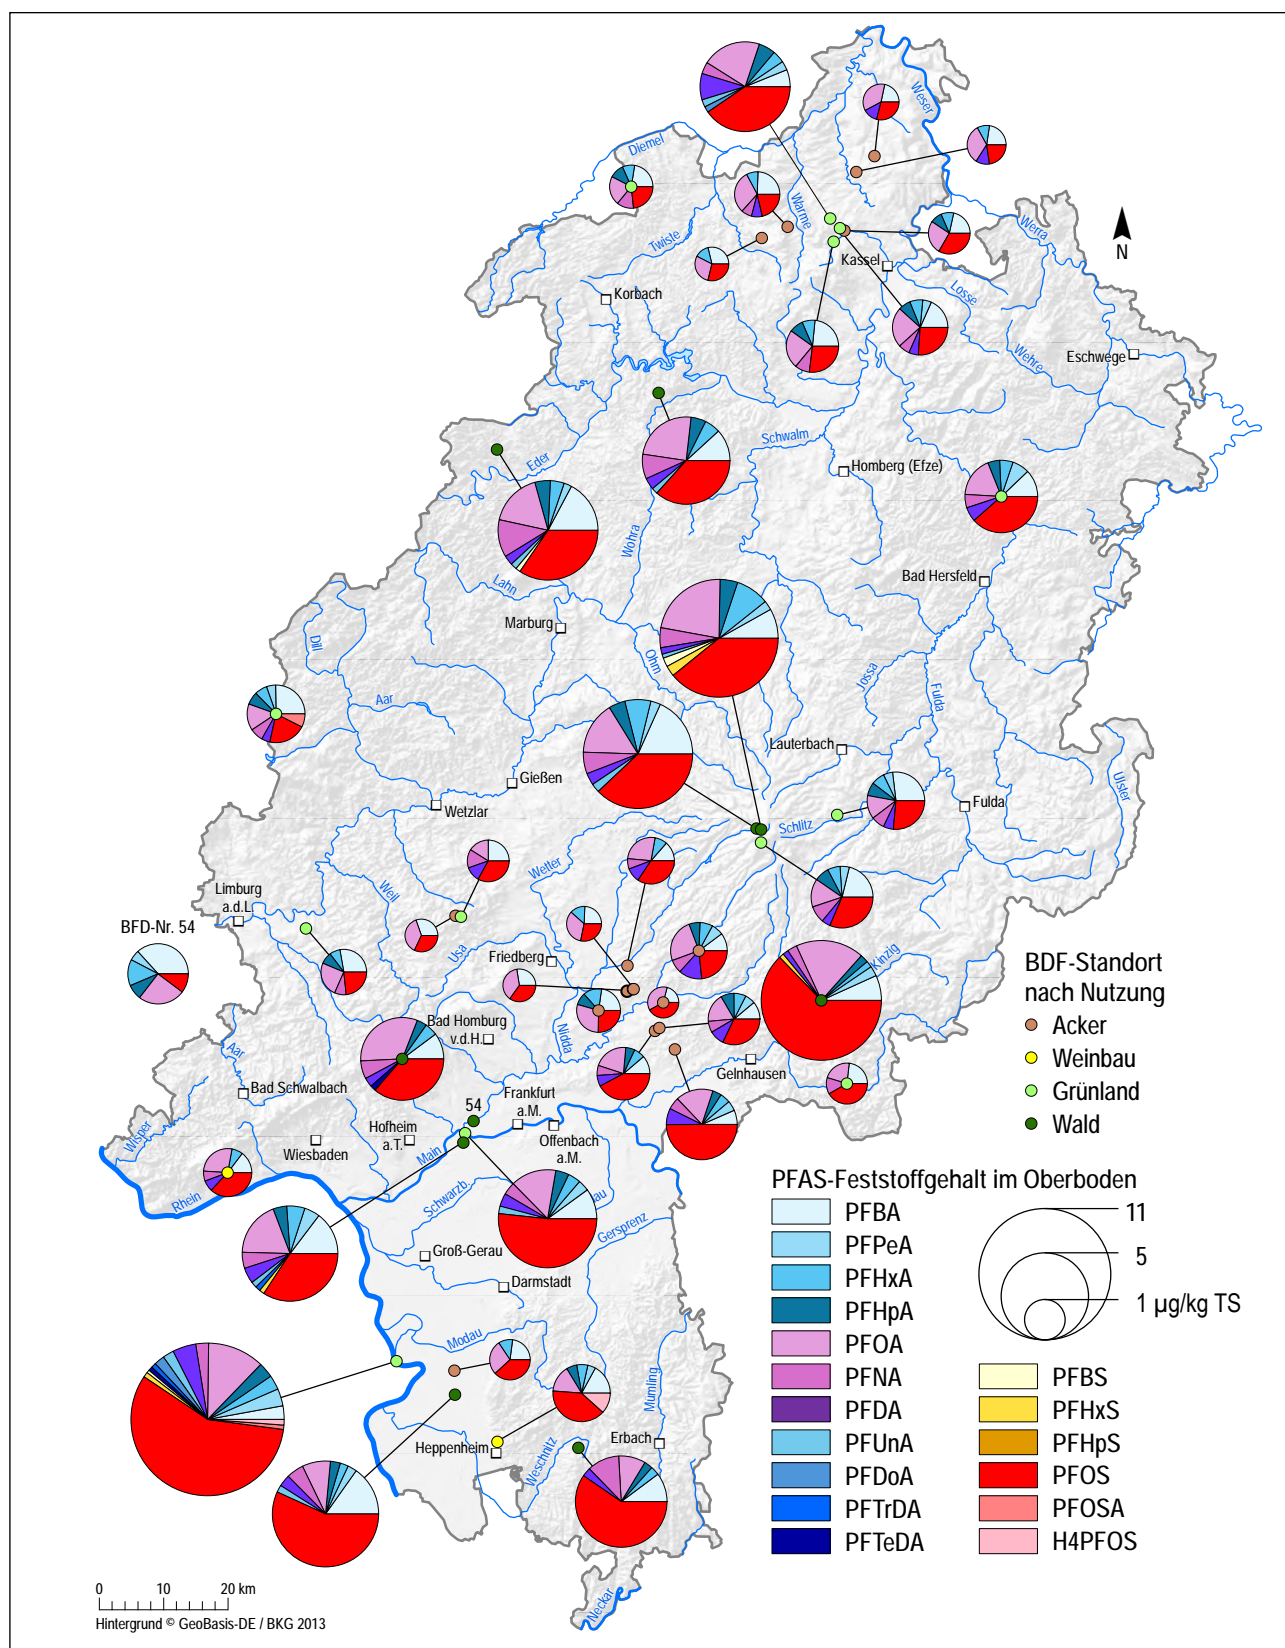 Weser
Diemel
Warme
Twiste
Werra
N
Kassel
Losse
Korbach
Wehre
Eschwege
Schwalm
Eder
Homberg (Efze)
Wohra
Bad Hersfeld
Lahn
Marburg
Dill
Ohm
Jossa
Fulda
Aar
Lauterbach
Ulster
Gießen
Wetzlar
Fulda
Schlitz
Wetter
Weil
Limburg
a.d.L.
BFD-Nr. 54
Usa
Friedberg
Kinzig
BDF-Standort
nach Nutzung
Acker
Weinbau
Grünland
Wald
Nidda
Bad Homburg
v.d.H.
Gelnhausen
Aar
Bad Schwalbach
Frankfurt
a.M.
54
Hofheim
a.T.
Offenbach
a.M.
Wisper
Wiesbaden
Main
Rhein
Schwarzb.
au
Gersprenz
Groß-Gerau
Darmstadt
Modau
Mümling
Erbach
Heppenheim
Weschnitz
Neckar
PFAS-Feststoffgehalt im Oberboden
PFBA
PFPeA
PFHxA
PFHpA
PFOA
PFNA
PFDA
PFUnA
PFDoA
PFTrDA
PFTeDA
11
5
1 µg/kg TS
PFBS
PFHxS
PFHpS
PFOS
PFOSA
H4PFOS
0 10 20 km
Hintergrund © GeoBasis-DE / BKG 2013